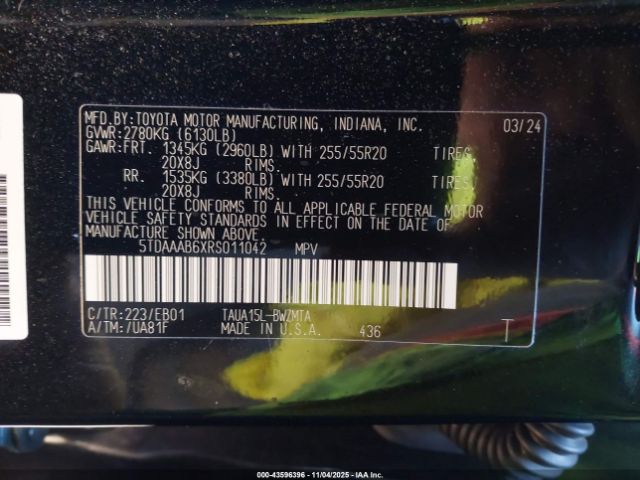 MFD.BY:TOYOTA MOTOR MANUFACTURING, INDIANA, INC. 03/24
GVWR:2780KG (6130LB)
GAWR:FRT. 1345KG (2960LB) WITH 255/55R20 TIRES,
20X8J RIMS.
RR. 1535KG (3380LB) WITH 255/55R20 TIRES,
20X8J RIMS.
THIS VEHICLE CONFORMS TO ALL APPLICABLE FEDERAL MOTOR
VEHICLE SAFETY STANDARDS IN EFFECT ON THE DATE OF
MANUFACTURE SHOWN ABOVE.
5TDAAAB6XRS011042 MPV
C/TR:223/EB01 TAUA15L-BWZMTA
A/TM:/UA81F MADE IN U.S.A. 436 T
000-43596396 - 11/04/2025 - IAA Inc.